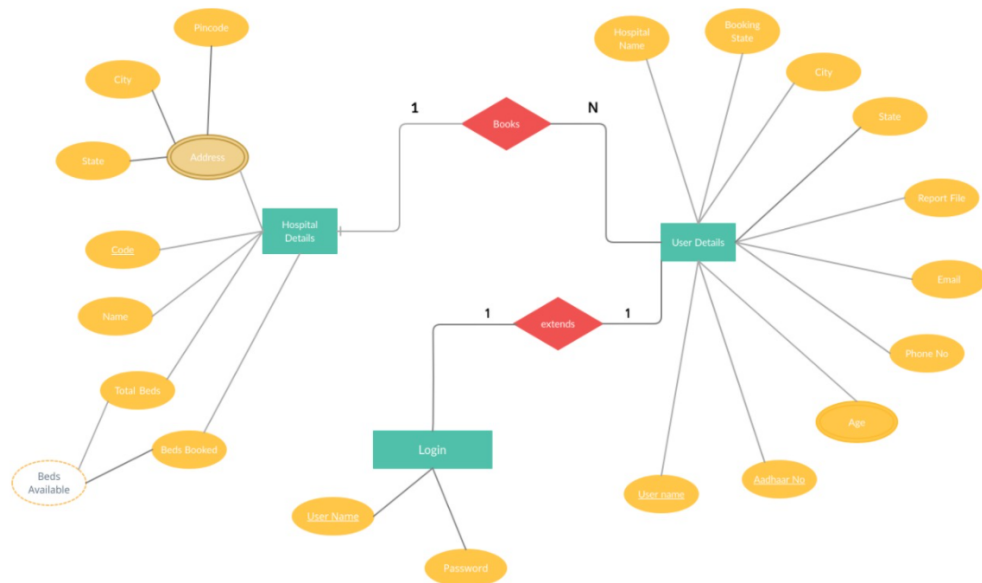 Pincode
Hospital
Name
Booking
State
City
City
State
1
Books
N
Address
State
Report File
Hospital
Details
User Details
Code
Email
Name
1
extends
1
Phone No
Total Beds
Age
Beds Booked
Login
Beds
Available
User name
Aadhaar No
User Name
Password